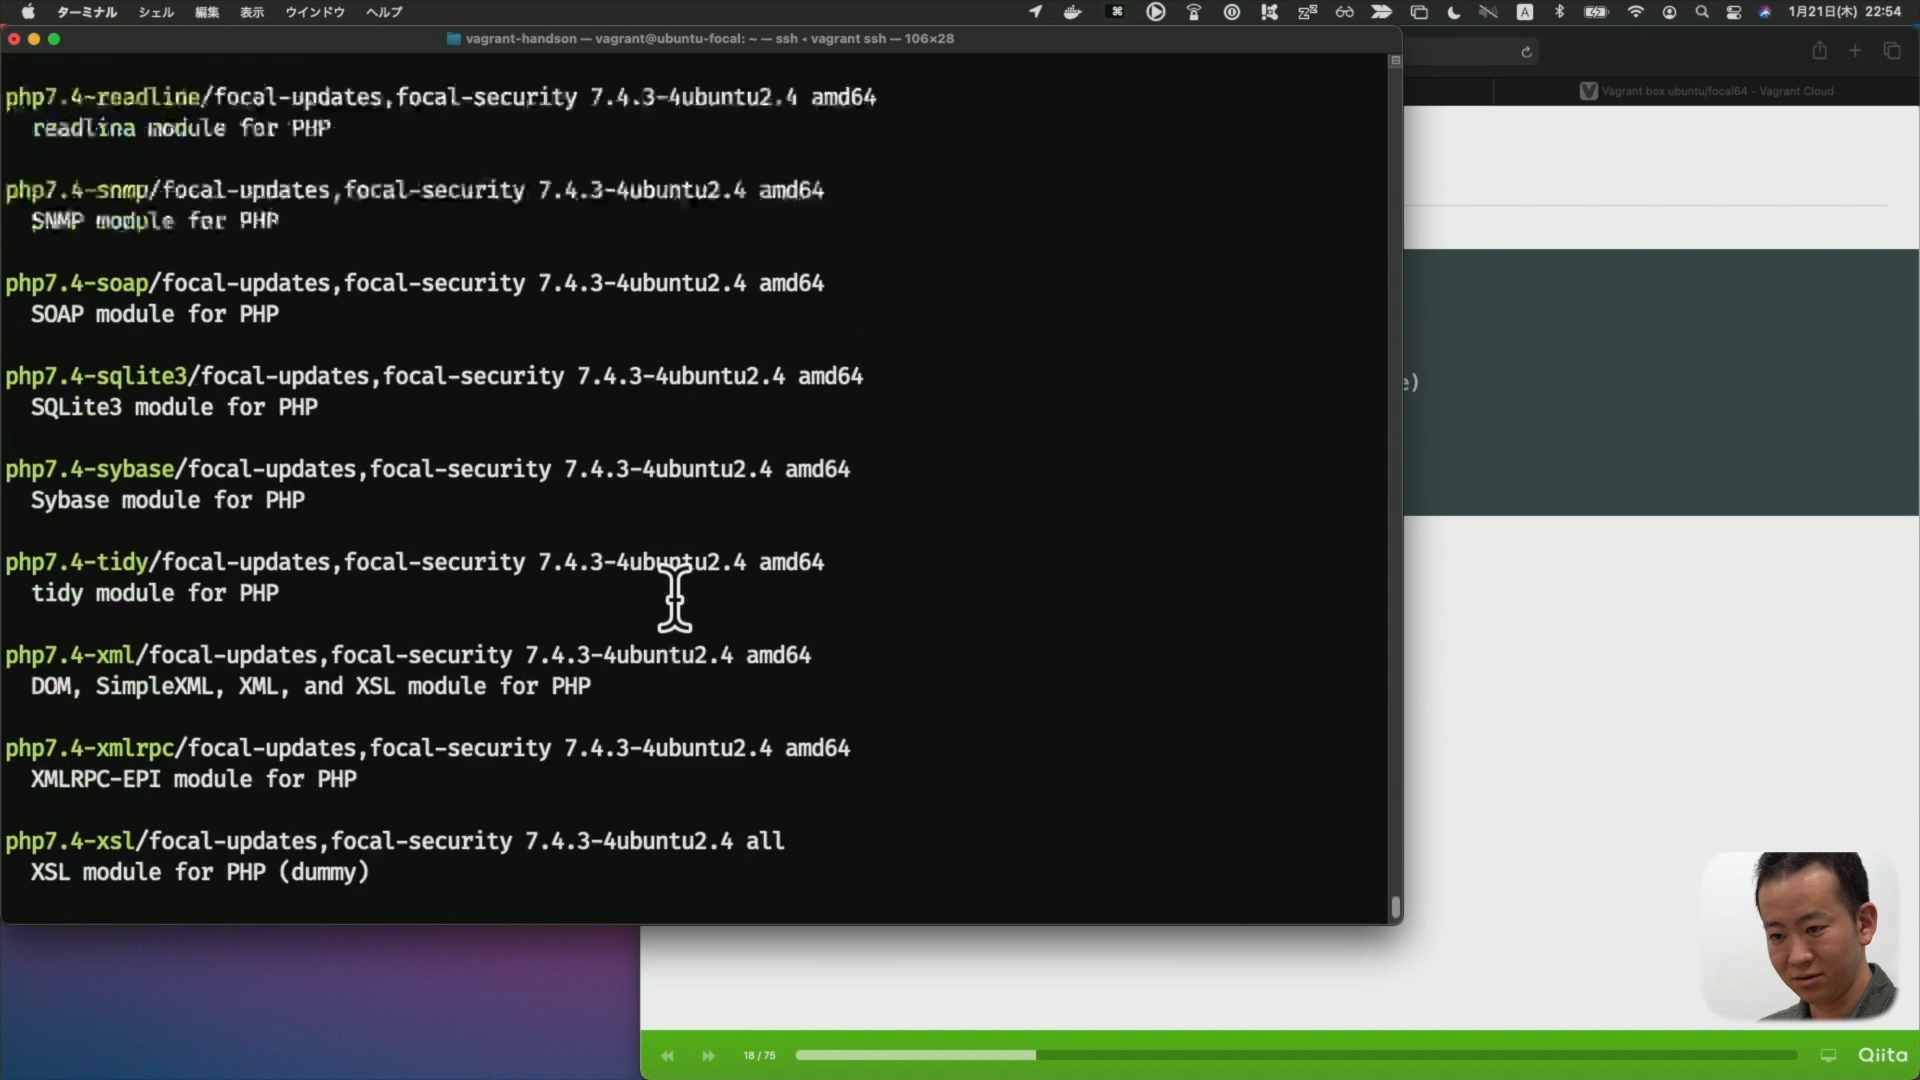 ターミナル シェル 編集 表示 ウインドウ ヘルプ
1月21日(木) 22:54
vagrant-handson — vagrant@ubuntu-focal: ~ — ssh ◂ vagrant ssh — 106×28
Vagrant box ubuntu/focal64 - Vagrant Cloud
php7.4-readline/focal-updates,focal-security 7.4.3-4ubuntu2.4 amd64
readline module for PHP
php7.4-snmp/focal-updates,focal-security 7.4.3-4ubuntu2.4 amd64
SNMP module for PHP
php7.4-soap/focal-updates,focal-security 7.4.3-4ubuntu2.4 amd64
SOAP module for PHP
php7.4-sqlite3/focal-updates,focal-security 7.4.3-4ubuntu2.4 amd64
SQLite3 module for PHP
e)
php7.4-sybase/focal-updates,focal-security 7.4.3-4ubuntu2.4 amd64
Sybase module for PHP
php7.4-tidy/focal-updates,focal-security 7.4.3-4ubuntu2.4 amd64
tidy module for PHP
php7.4-xml/focal-updates,focal-security 7.4.3-4ubuntu2.4 amd64
DOM, SimpleXML, XML, and XSL module for PHP
php7.4-xmlrpc/focal-updates,focal-security 7.4.3-4ubuntu2.4 amd64
XMLRPC-EPI module for PHP
php7.4-xsl/focal-updates,focal-security 7.4.3-4ubuntu2.4 all
XSL module for PHP (dummy)
18 / 75
Qiita